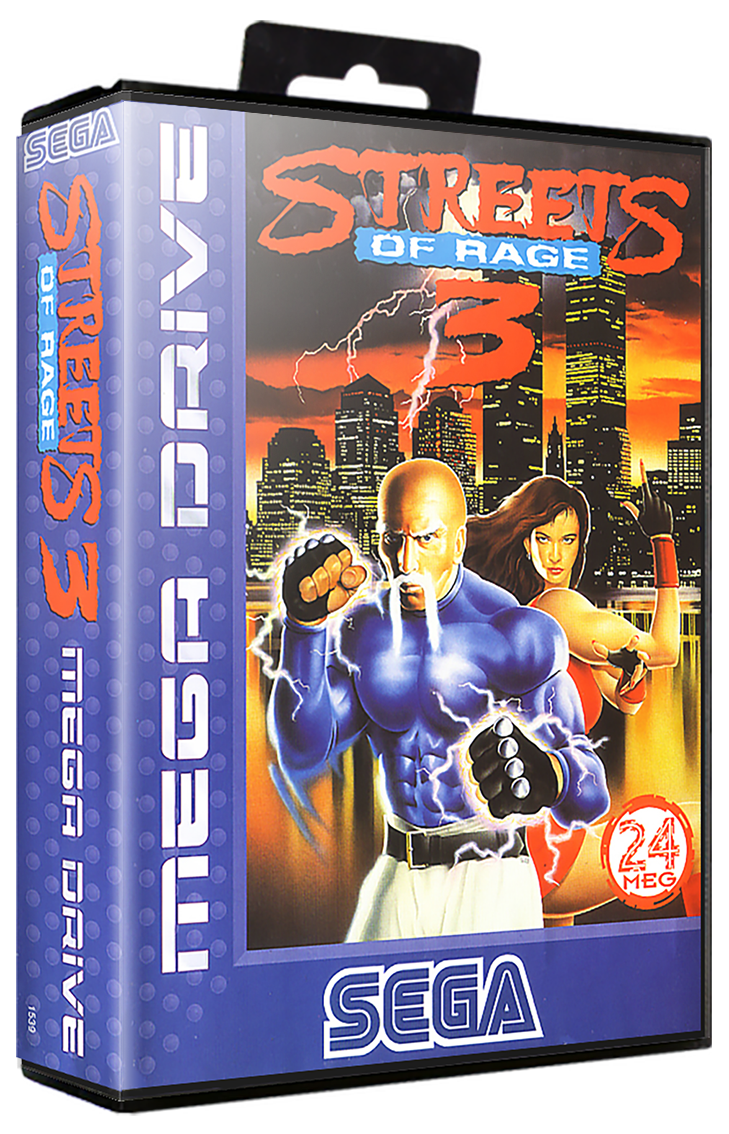 SEGA
STREETS
OF RAGE
3
MEGA DRIVE
1539
MEGA DRIVE
STREETS
OF RAGE
3
24
MEG
SEGA